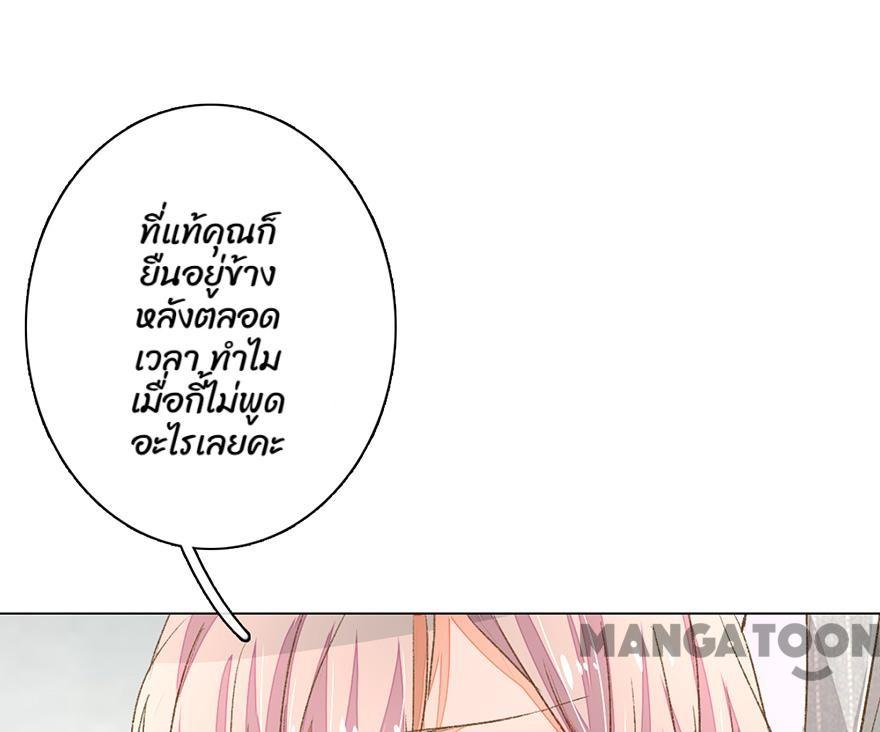 ที่แท้คุณก็
ยืนอยู่ข้าง
หลังตลอด
เวลา ทำไม
เมื่อกี้ไม่พูด
อะไรเลยคะ
MANGATOON